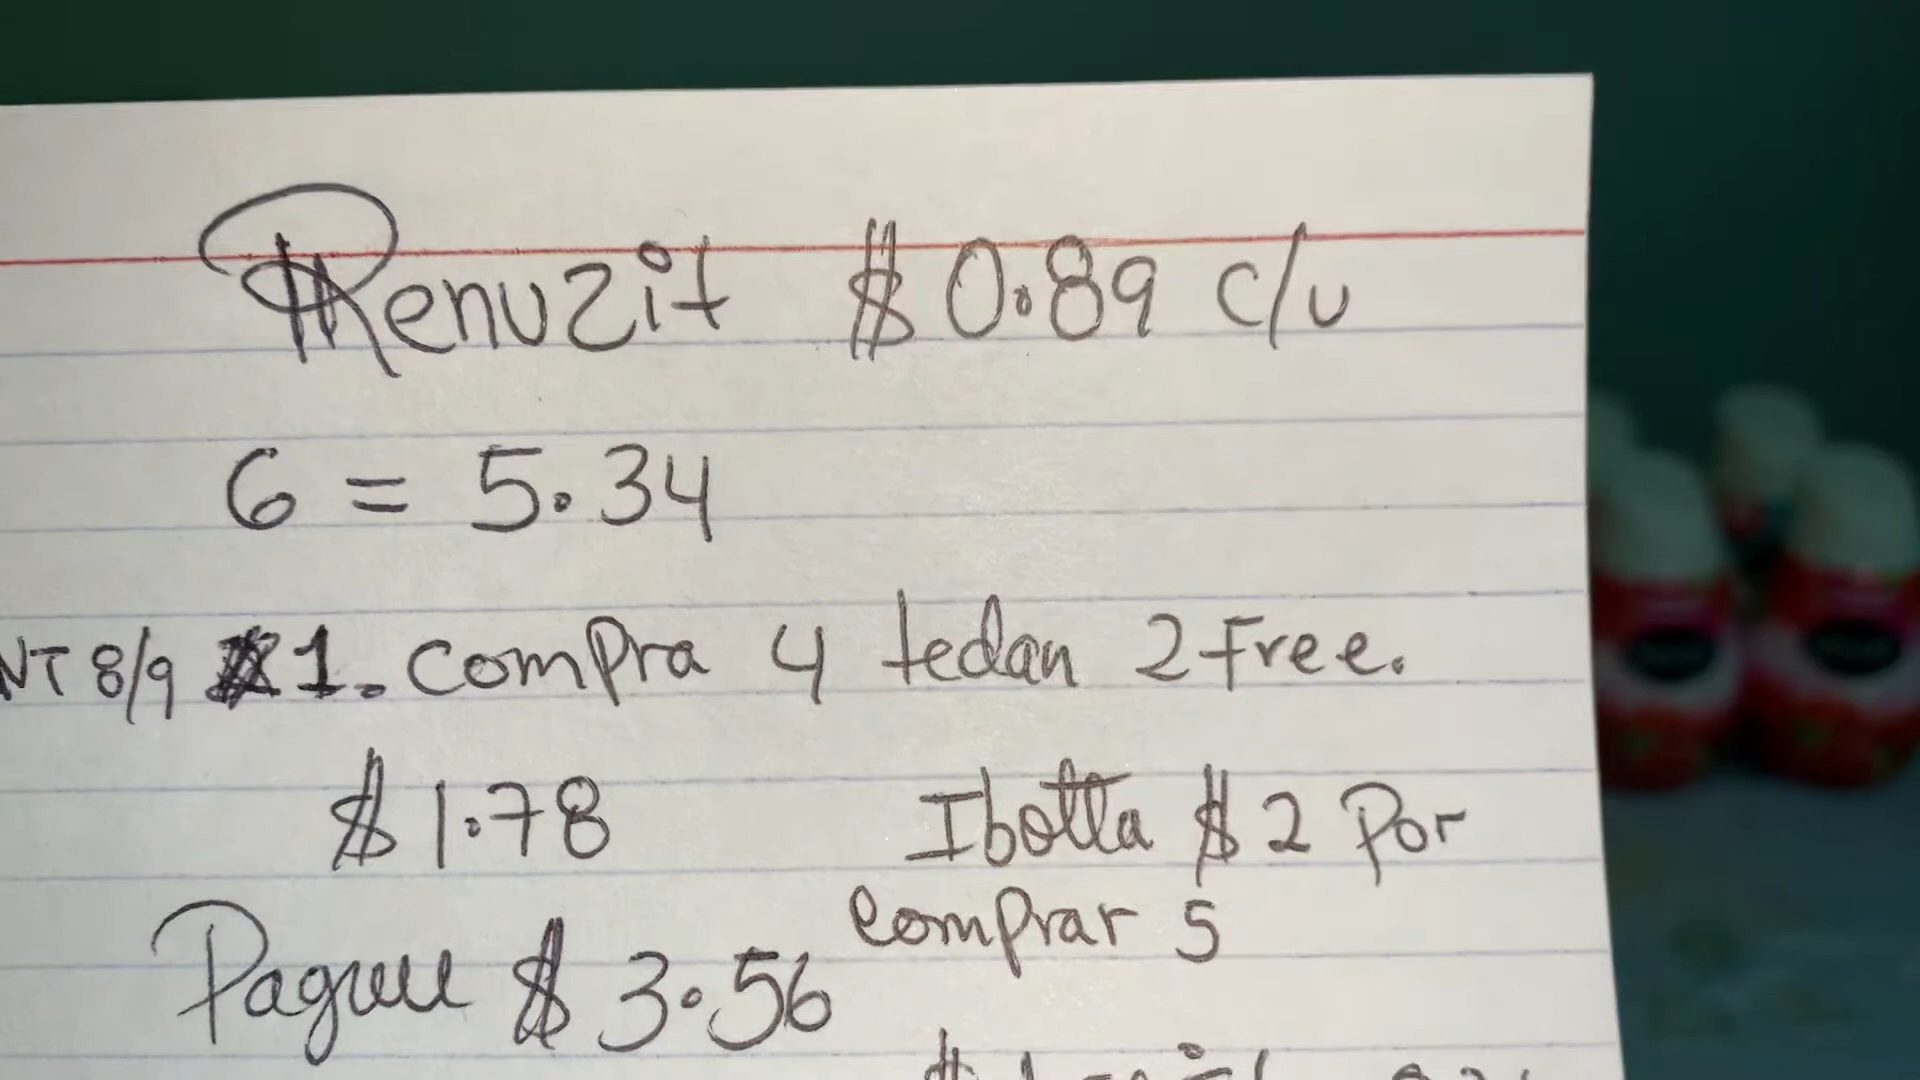 Renuzit $0.89 c/u
6 = 5.34
NT 8/9 1. compra 4 tedan 2 Free.
$1.78 Ibotta $2 Por
comprar 5
Pague $3.56